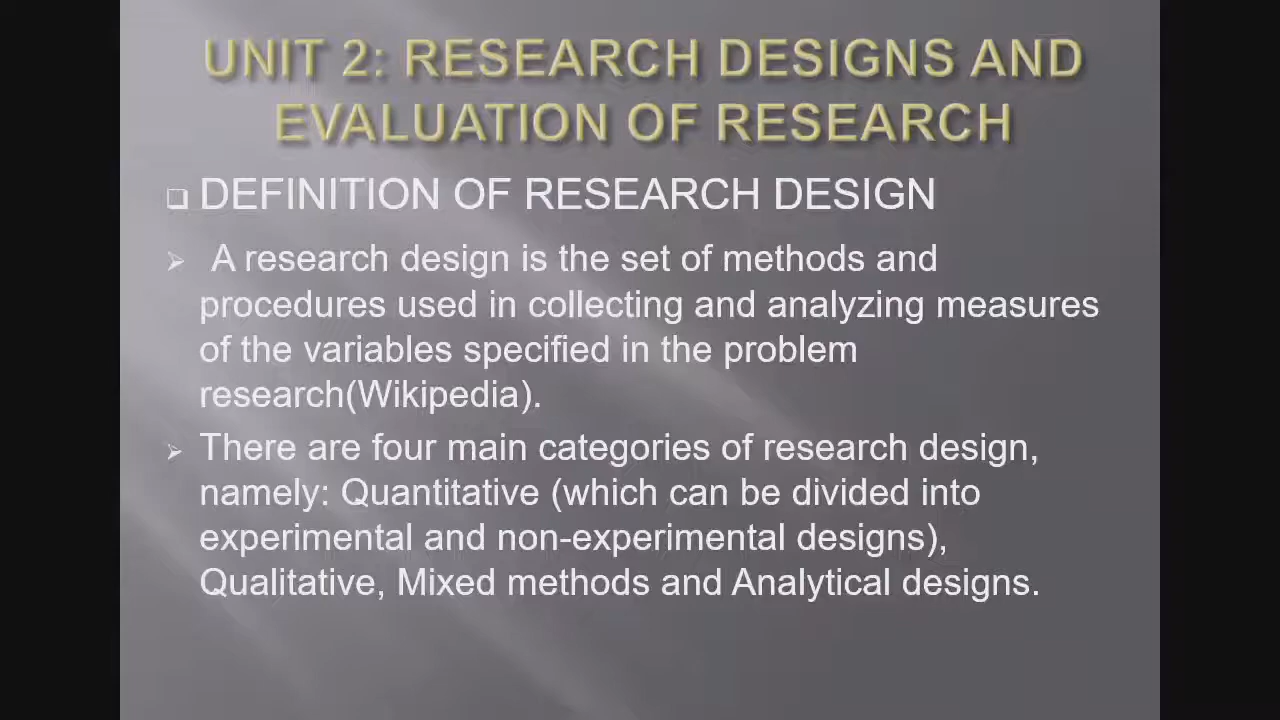 UNIT 2: RESEARCH DESIGNS AND
EVALUATION OF RESEARCH
DEFINITION OF RESEARCH DESIGN
A research design is the set of methods and
procedures used in collecting and analyzing measures
of the variables specified in the problem
research(Wikipedia).
There are four main categories of research design,
namely: Quantitative (which can be divided into
experimental and non-experimental designs),
Qualitative, Mixed methods and Analytical designs.